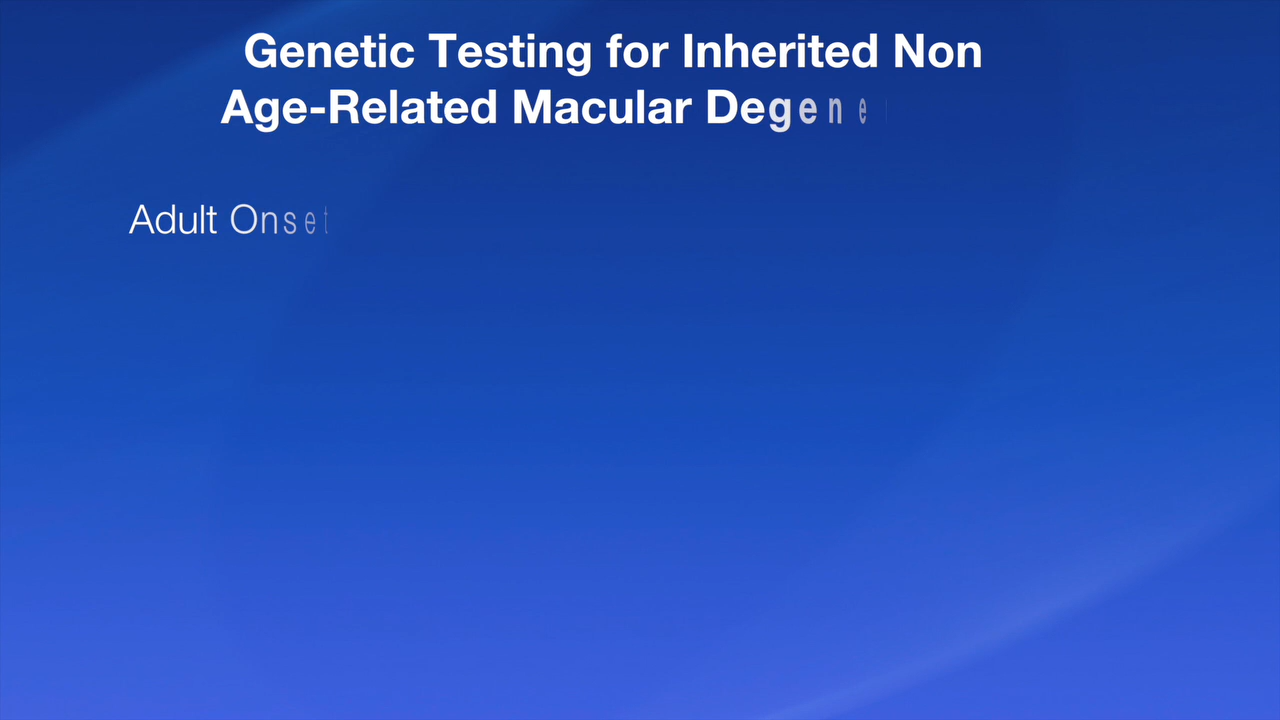 Genetic Testing for Inherited Non
Age-Related Macular Degene
Adult Onset